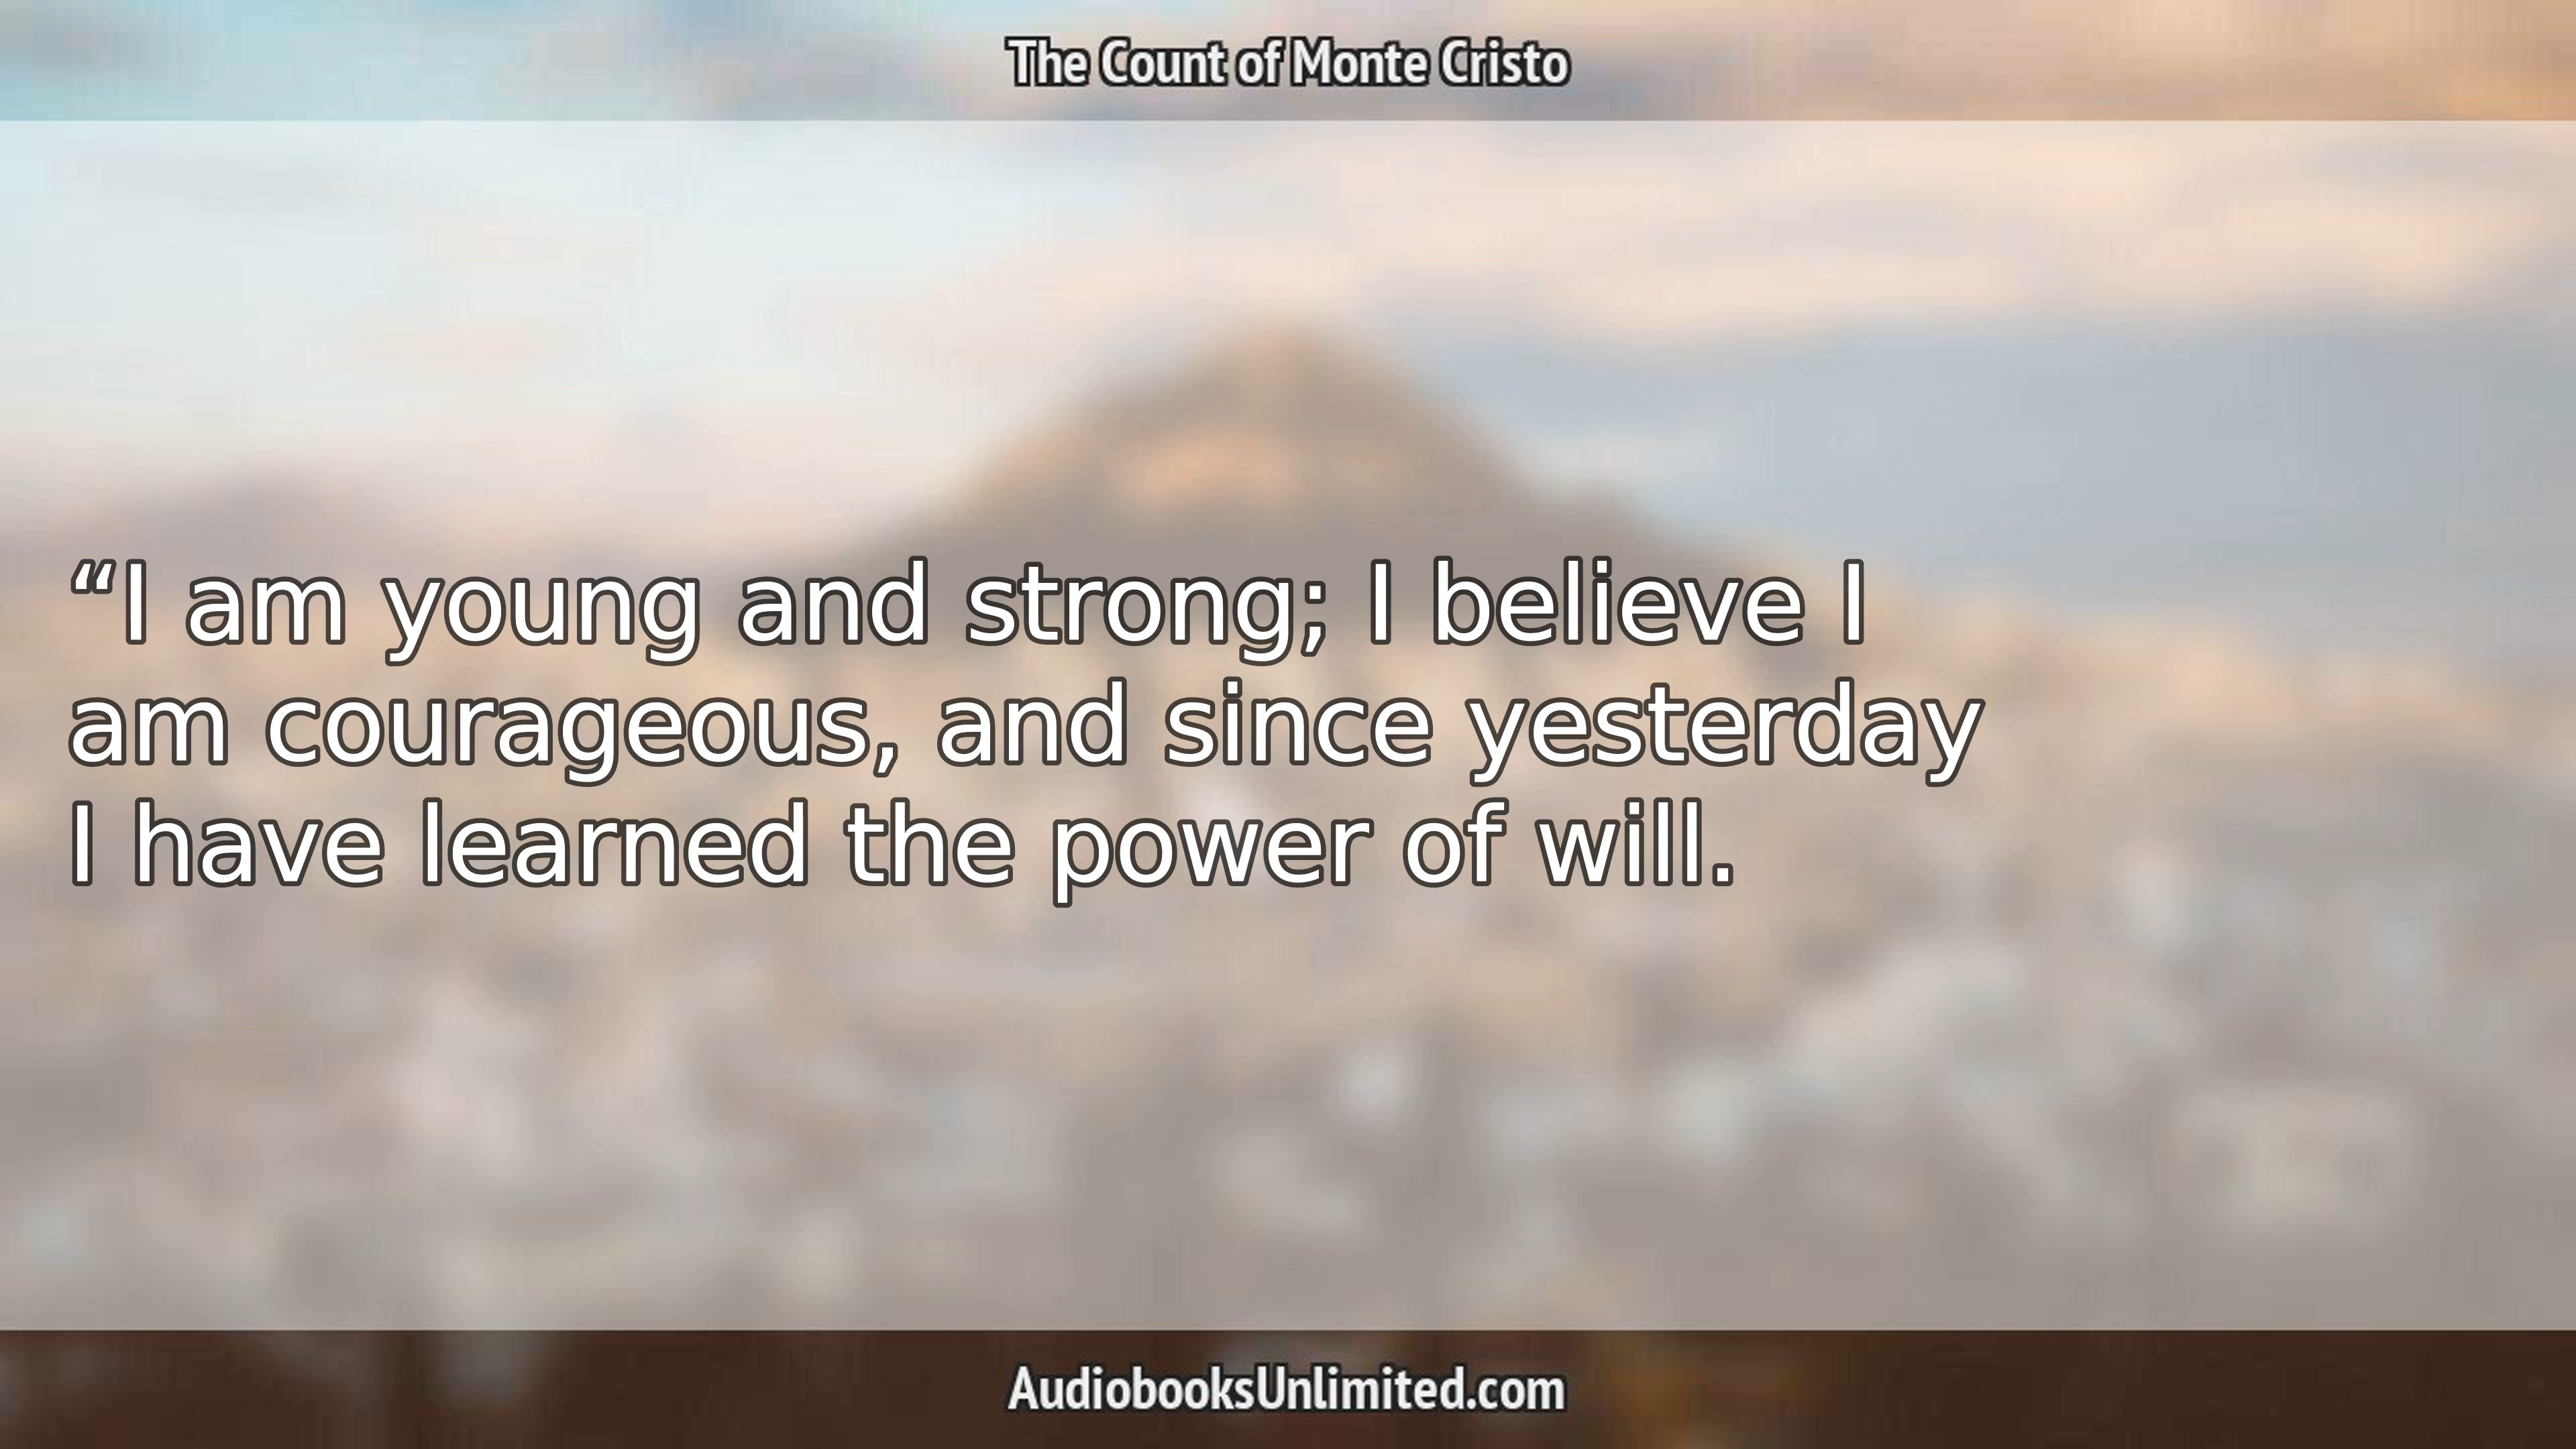 The Count of Monte Cristo
“I am young and strong; I believe I
am courageous, and since yesterday
I have learned the power of will.
AudiobooksUnlimited.com